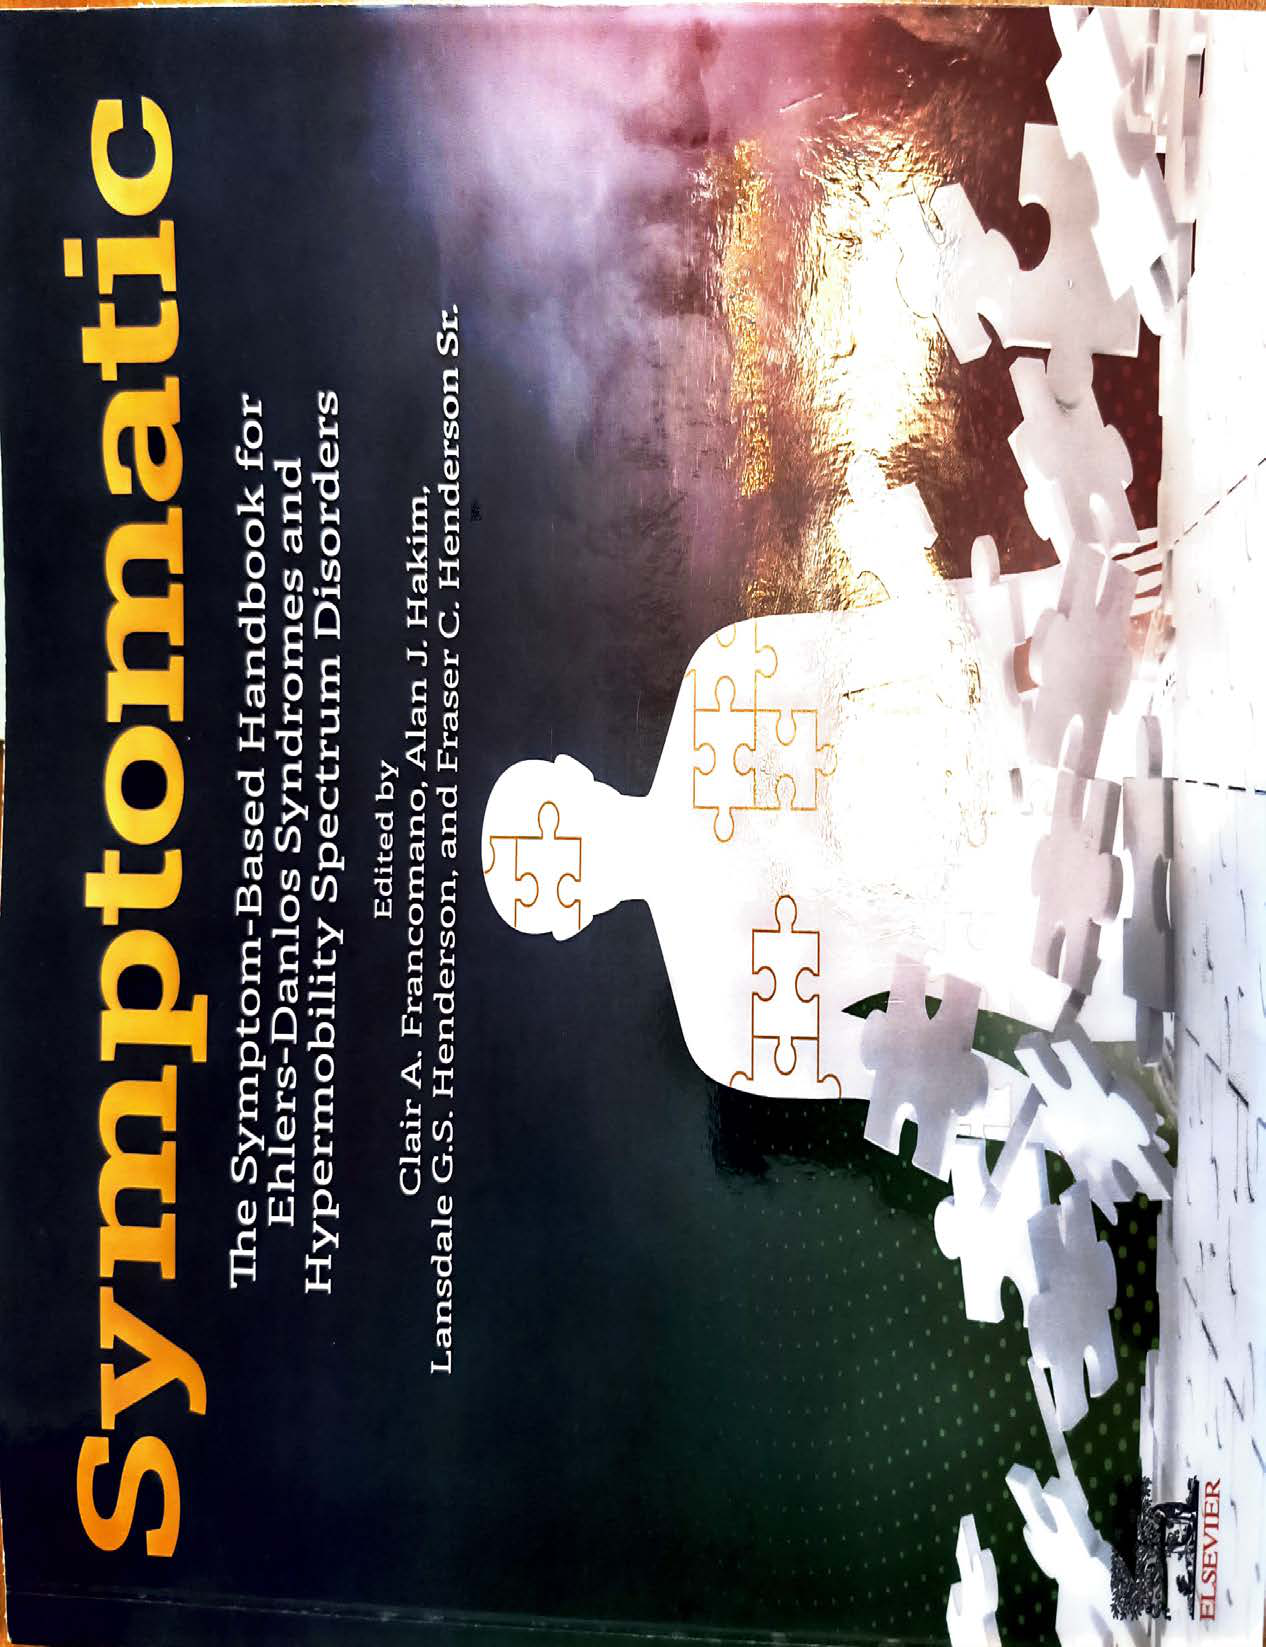 Symptomatic
The Symptom-Based Handbook for
Ehlers-Danlos Syndromes and
Hypermobility Spectrum Disorders
Edited by
Clair A. Francomano, Alan J. Hakim,
Lansdale G.S. Henderson, and Fraser C. Henderson Sr.
ELSEVIER